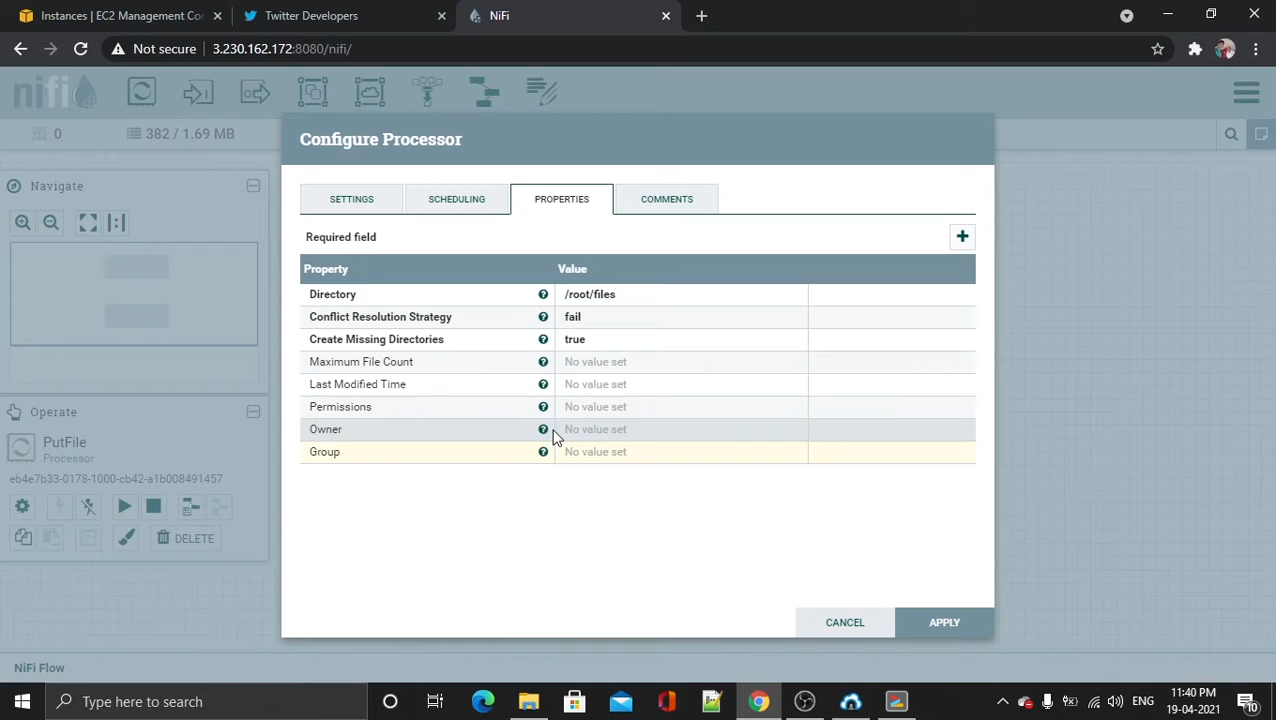 Instances | EC2 Management Con
Twitter Developers
NiFi
Not secure
3.230.162.172:8080/nifi/
nifi
0
382 / 1.69 MB
Configure Processor
Navigate
SETTINGS
SCHEDULING
PROPERTIES
COMMENTS
Required field
Property
Value
Directory
/root/files
Conflict Resolution Strategy
fail
Create Missing Directories
true
Maximum File Count
No value set
Last Modified Time
No value set
Permissions
No value set
Owner
No value set
Group
No value set
Operate
PutFile
Processor
eb4e7b33-0178-1000-cb42-a1b008491457
DELETE
CANCEL
APPLY
NiFi Flow
Type here to search
ENG
11:40 PM
19-04-2021
10